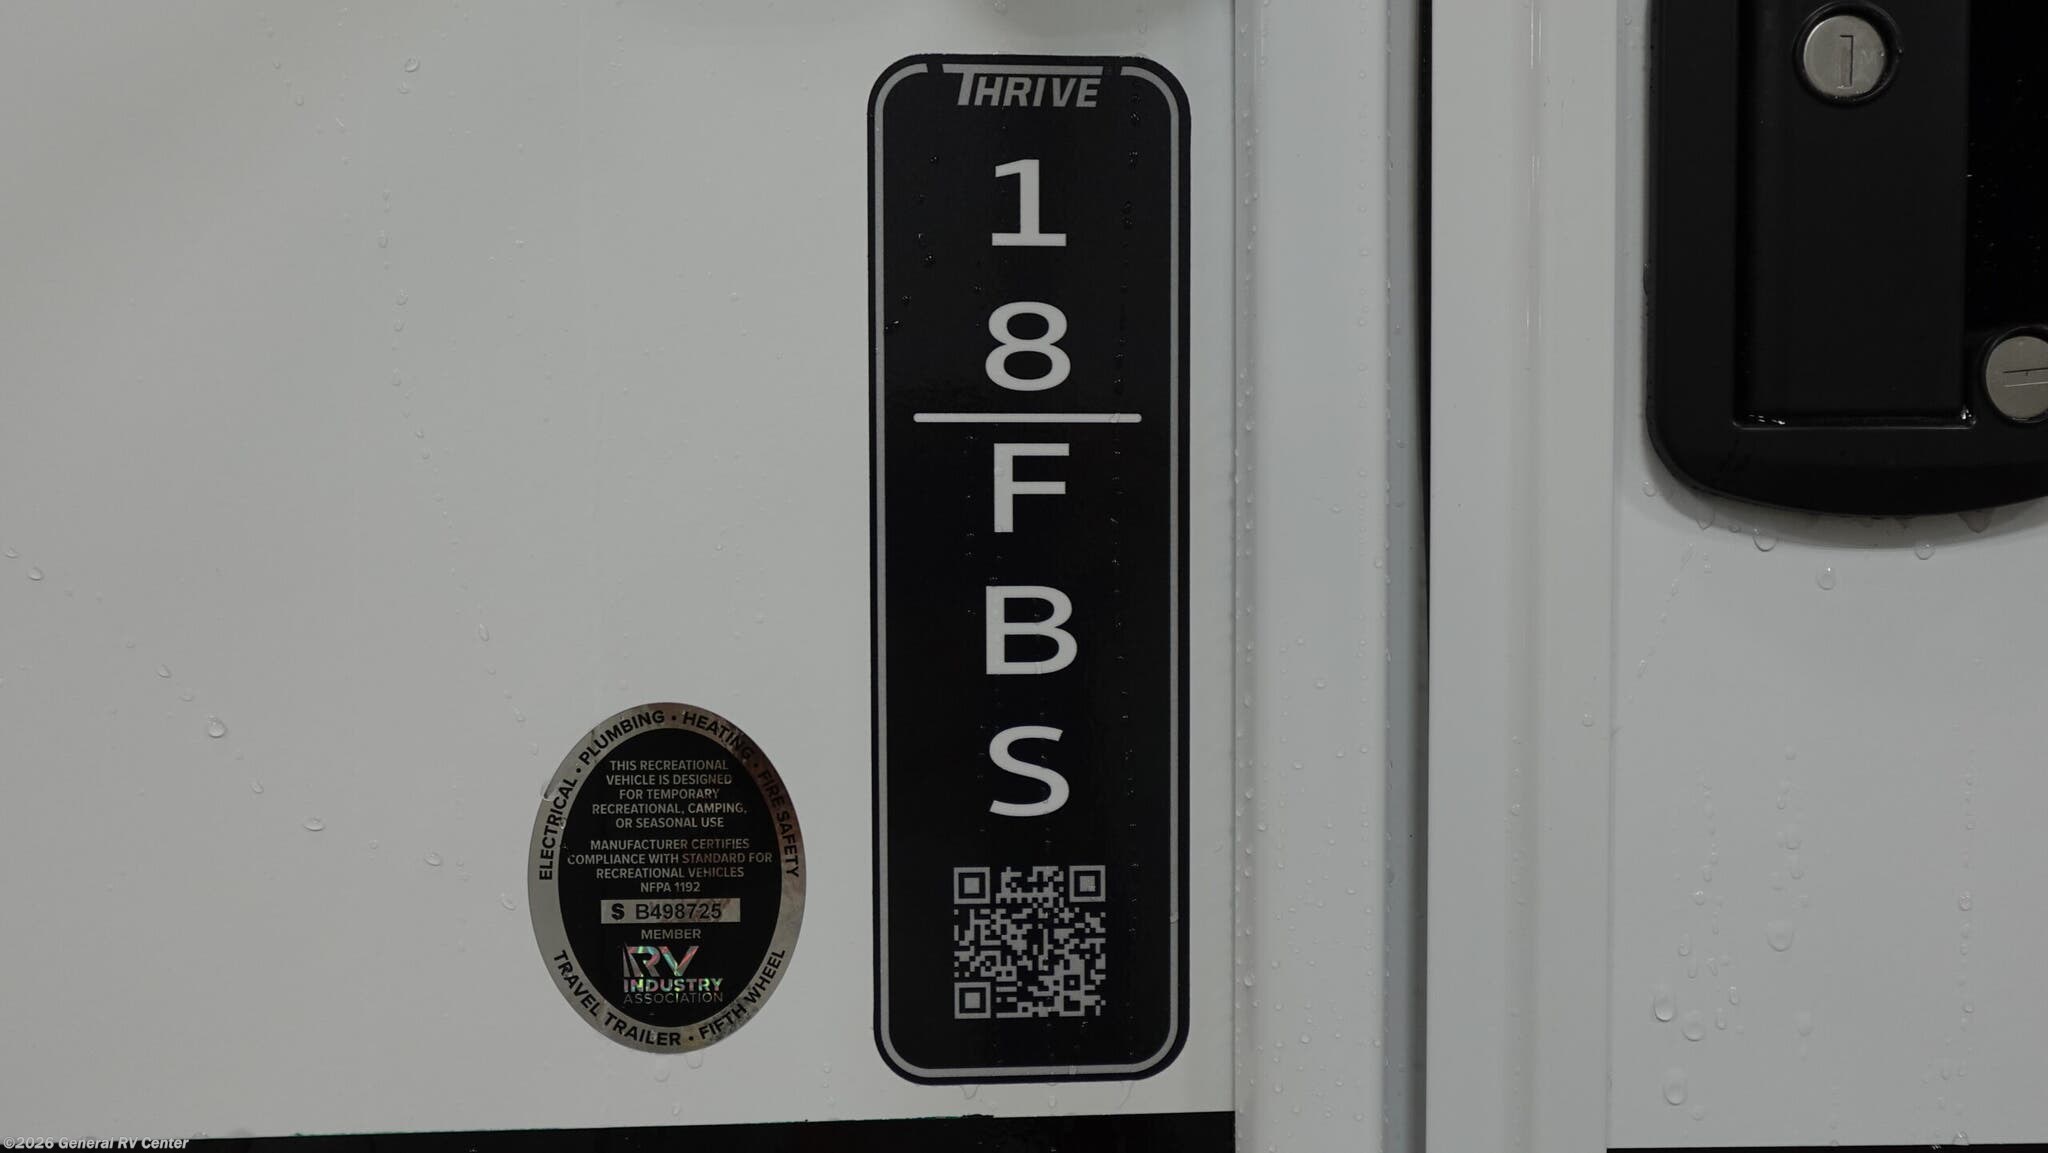 THRIVE
1
8
F
B
S
ELECTRICAL • PLUMBING • HEATING • FIRE SAFETY
THIS RECREATIONAL
VEHICLE IS DESIGNED
FOR TEMPORARY
RECREATIONAL, CAMPING,
OR SEASONAL USE
MANUFACTURER CERTIFIES
COMPLIANCE WITH STANDARD FOR
RECREATIONAL VEHICLES
NFPA 1192
$ B498725
MEMBER
RV
INDUSTRY
ASSOCIATION
TRAVEL TRAILER • FIFTH WHEEL
©2026 General RV Center